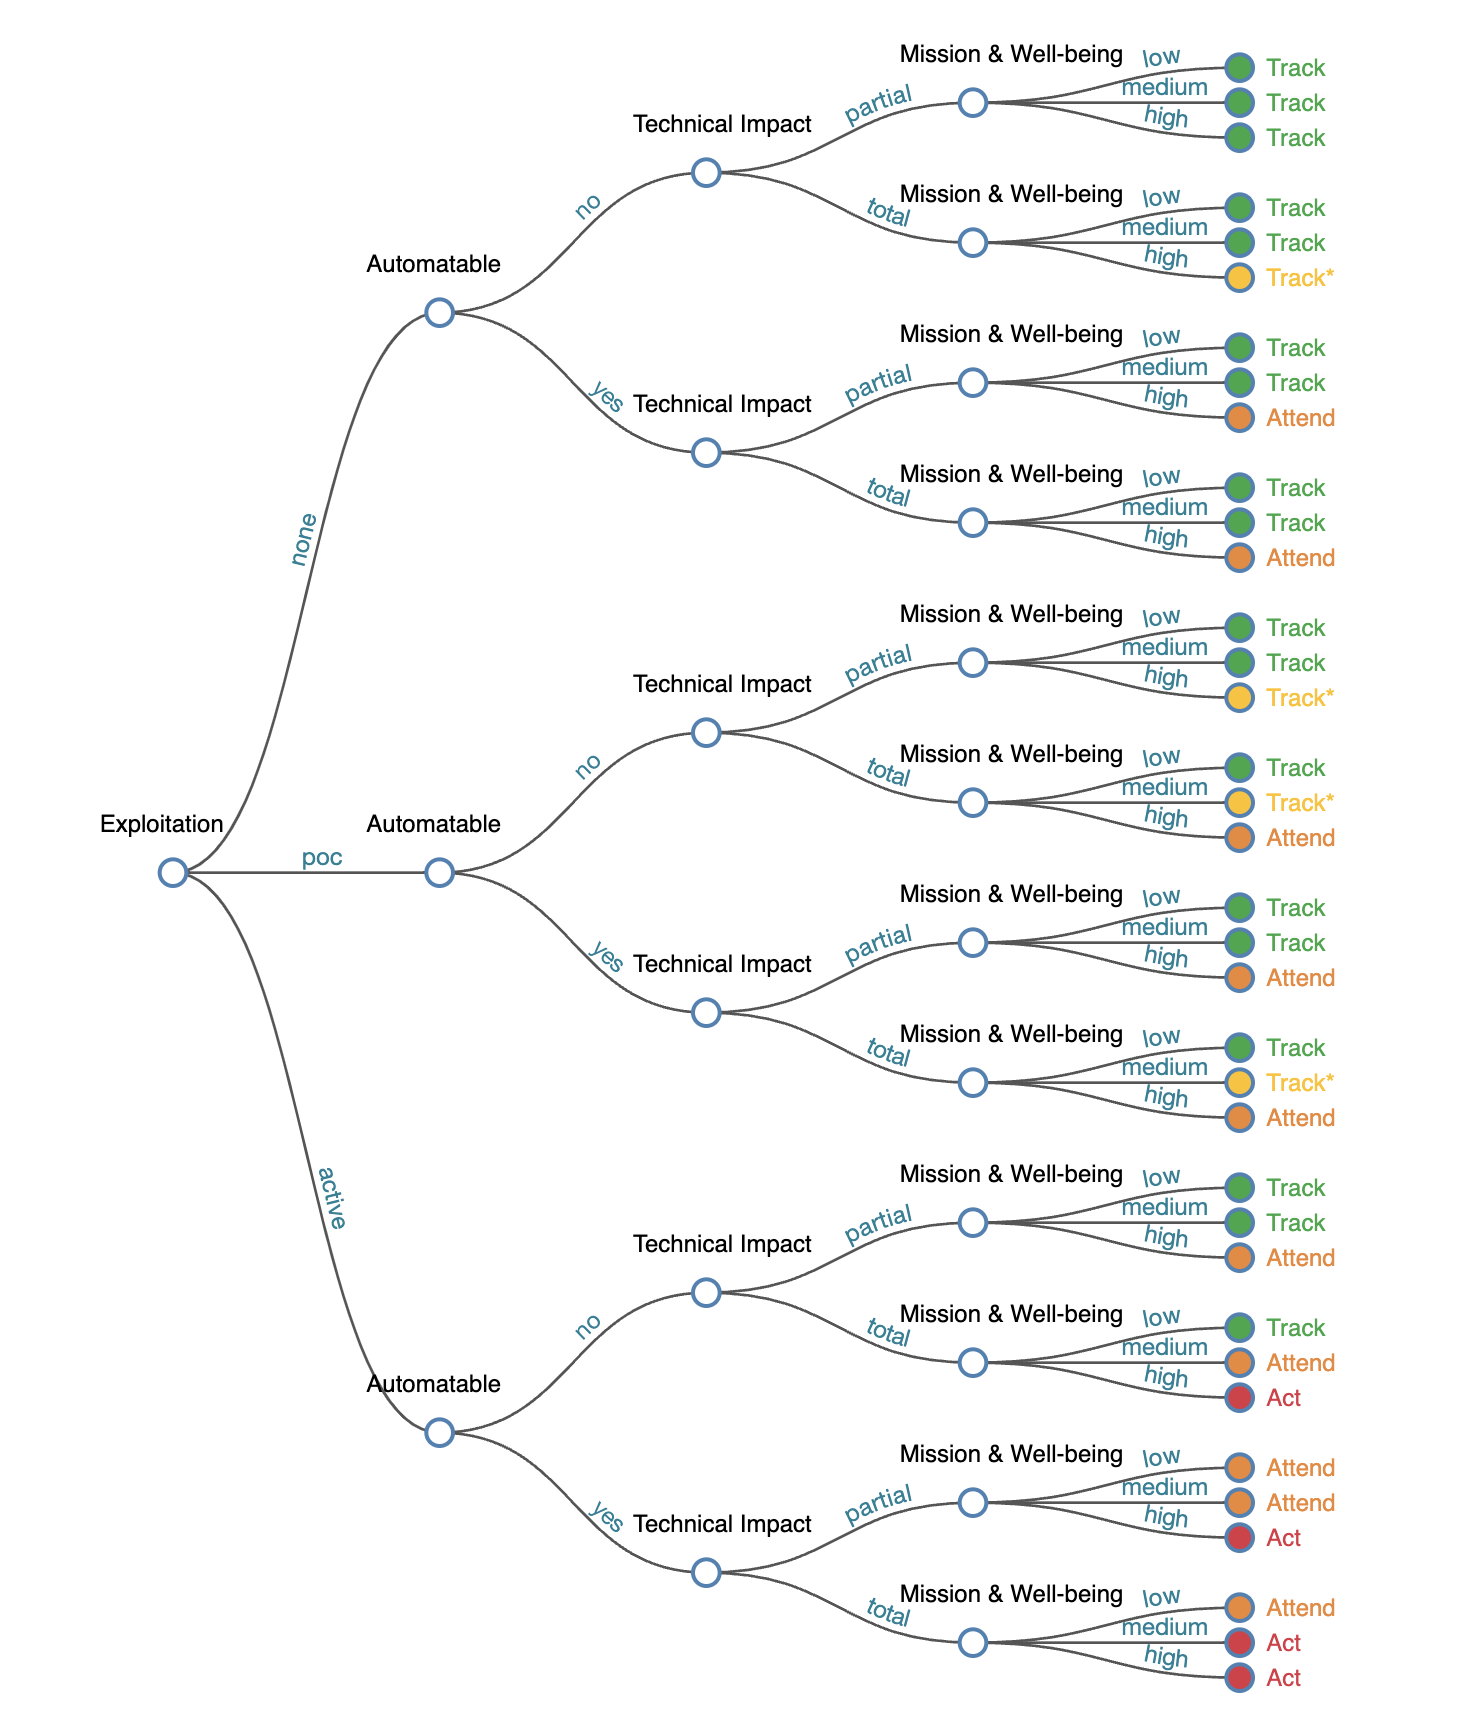 Mission & Well-being
low
Track
medium
Track
high
Track
partial
Technical Impact
Mission & Well-being
low
Track
medium
Track
high
Track*
total
no
Automatable
Mission & Well-being
low
Track
medium
Track
high
Attend
partial
yes
Technical Impact
Mission & Well-being
low
Track
medium
Track
high
Attend
total
none
Mission & Well-being
low
Track
medium
Track
high
Track*
partial
Technical Impact
Mission & Well-being
low
Track
medium
Track*
high
Attend
total
no
Exploitation
poc
Automatable
Mission & Well-being
low
Track
medium
Track
high
Attend
partial
yes
Technical Impact
Mission & Well-being
low
Track
medium
Track*
high
Attend
total
active
Mission & Well-being
low
Track
medium
Track
high
Attend
partial
Technical Impact
Mission & Well-being
low
Track
medium
Attend
high
Act
total
no
Automatable
Mission & Well-being
low
Attend
medium
Attend
high
Act
partial
yes
Technical Impact
Mission & Well-being
low
Attend
medium
Act
high
Act
total